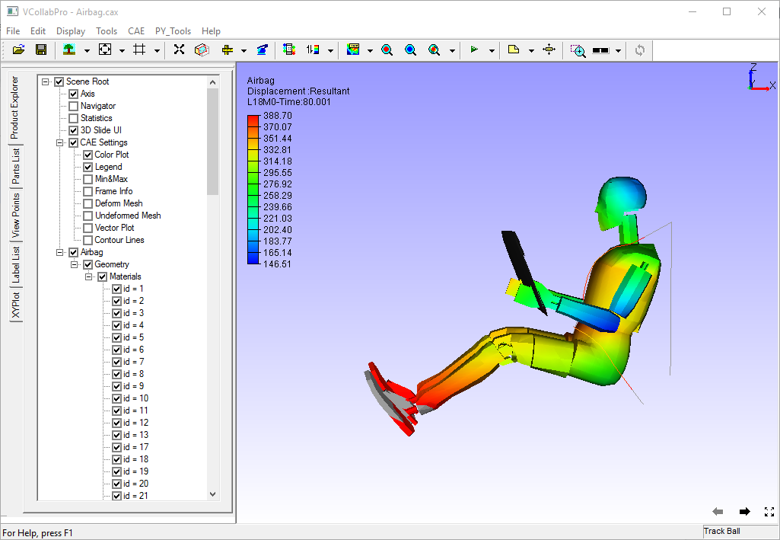 VCollabPro - Airbag.cax
File Edit Display Tools CAE PY_Tools Help
Product Explorer
Parts List
View Points
Label List
XYPlot
Scene Root
Axis
Navigator
Statistics
3D Slide UI
CAE Settings
Color Plot
Legend
Min&Max
Frame Info
Deform Mesh
Undeformed Mesh
Vector Plot
Contour Lines
Airbag
Geometry
Materials
id = 1
id = 2
id = 3
id = 4
id = 5
id = 6
id = 7
id = 8
id = 9
id = 10
id = 11
id = 12
id = 13
id = 17
id = 18
id = 19
id = 20
id = 21
Airbag
Displacement :Resultant
L18M0-Time:80.001
388.70
370.07
351.44
332.81
314.18
295.55
276.92
258.29
239.66
221.03
202.40
183.77
165.14
146.51
Z
X
For Help, press F1
Track Ball